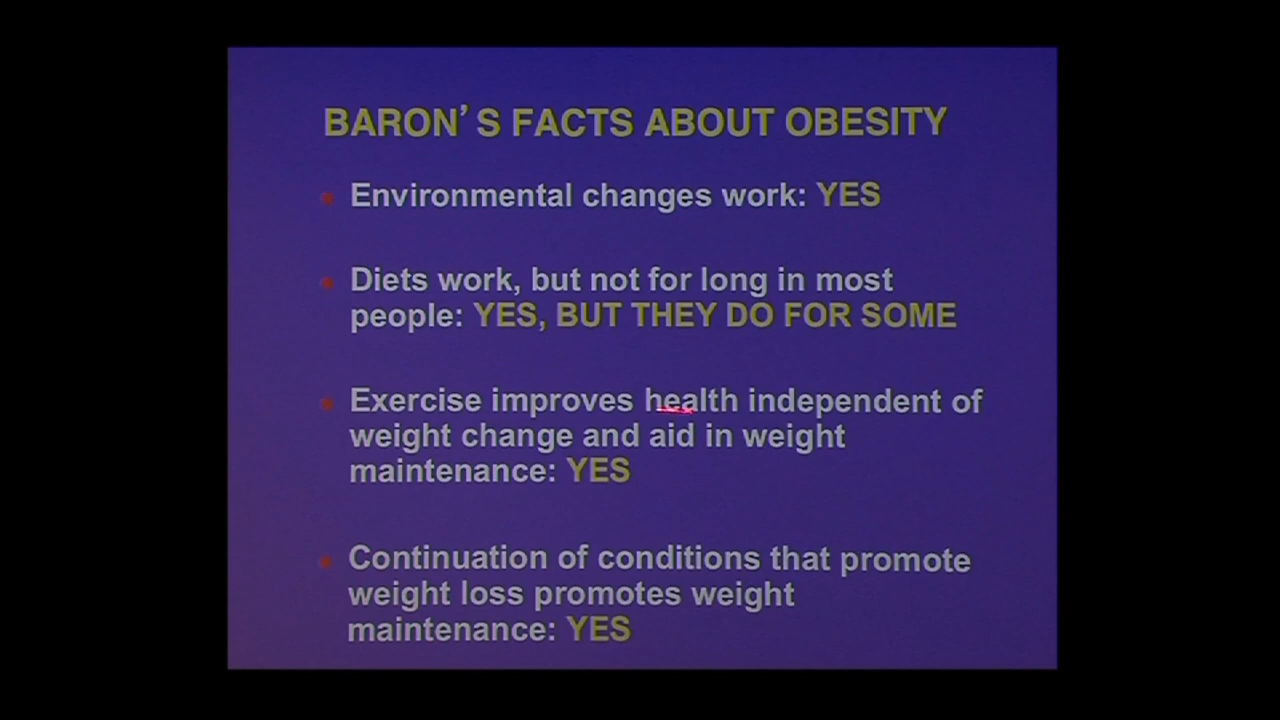 BARON'S FACTS ABOUT OBESITY
Environmental changes work: YES
Diets work, but not for long in most
people: YES, BUT THEY DO FOR SOME
Exercise improves health independent of
weight change and aid in weight
maintenance: YES
Continuation of conditions that promote
weight loss promotes weight
maintenance: YES